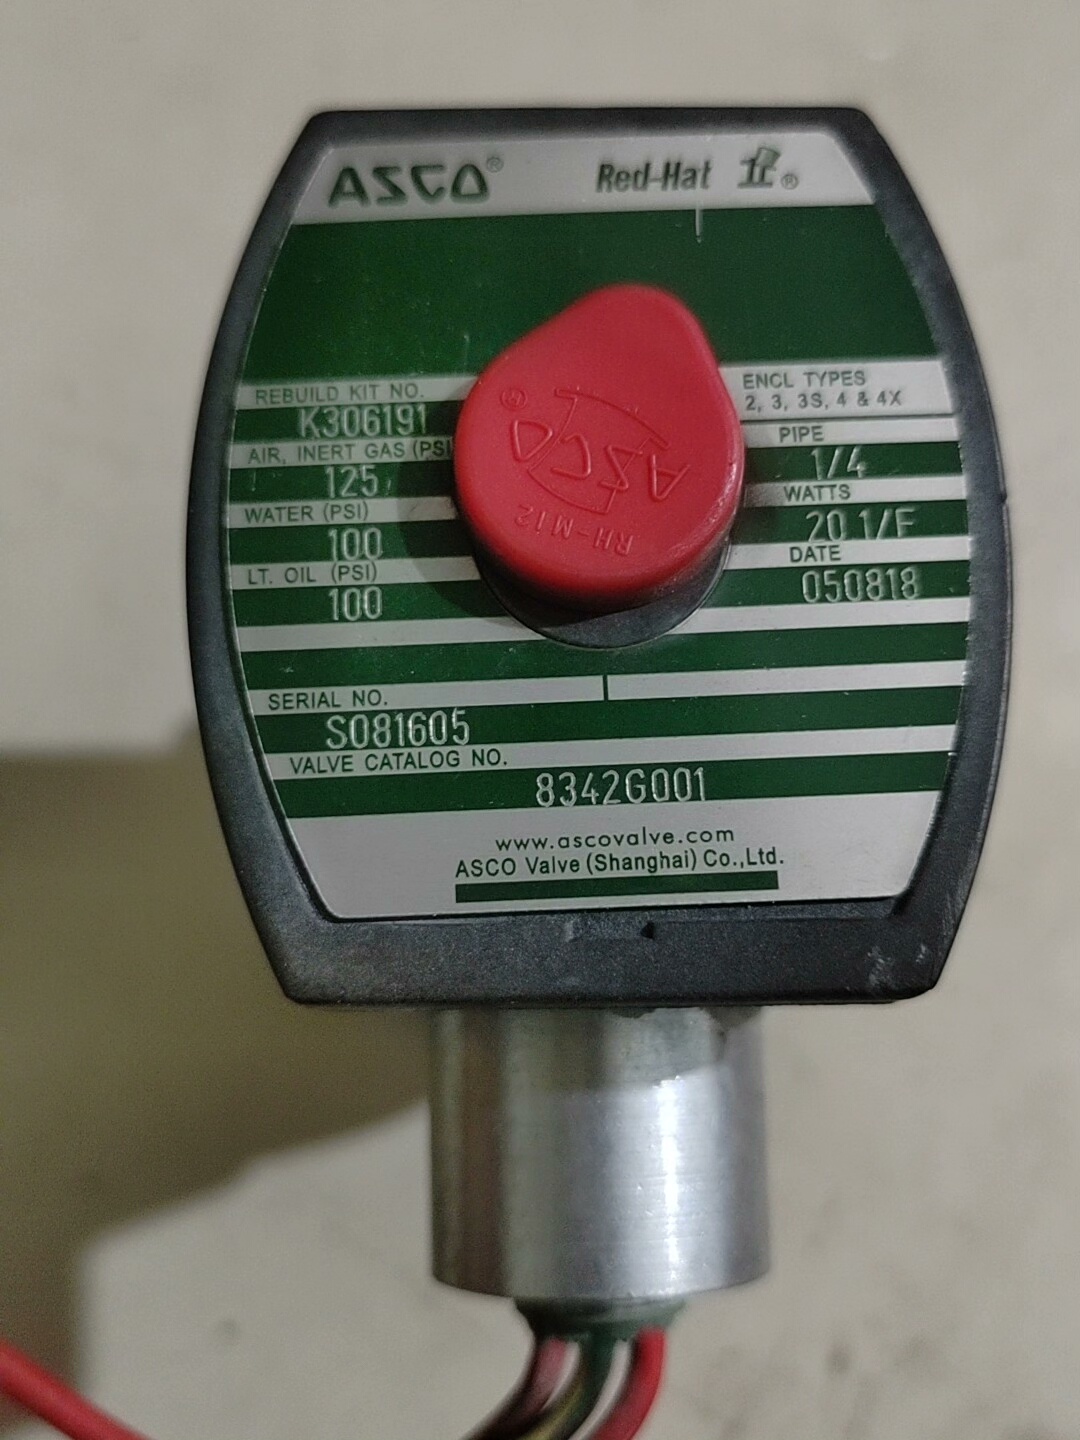 ASCO® Red-Hat II®
REBUILD KIT NO.
K306191
AIR, INERT GAS (PSI
125
WATER (PSI)
100
LT. OIL (PSI)
100
ENCL TYPES
2, 3, 3S, 4 & 4X
PIPE
1/4
WATTS
20.1/F
DATE
050818
ASCO®
RH-M12
SERIAL NO.
S081605
VALVE CATALOG NO.
8342G001
www.ascovalve.com
ASCO Valve (Shanghai) Co.,Ltd.